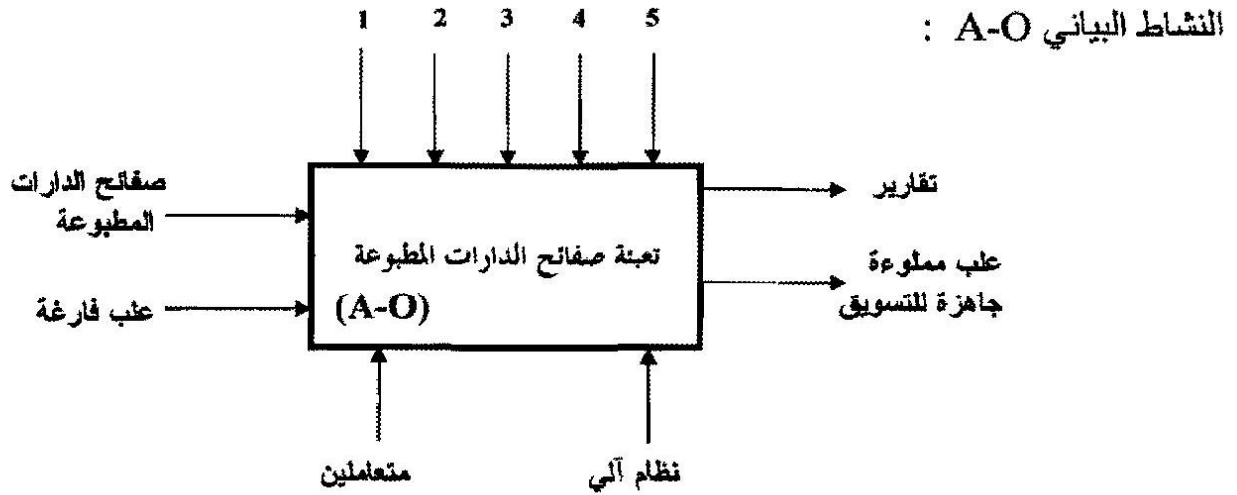 النشاط البياني A-O :
1 2 3 4 5
صفائح الدارات
المطبوعة
علب فارغة
تعبئة صفائح الدارات المطبوعة
(A-O)
تقارير
علب مملوءة
جاهزة للتسويق
متعاملين
نظام آلي